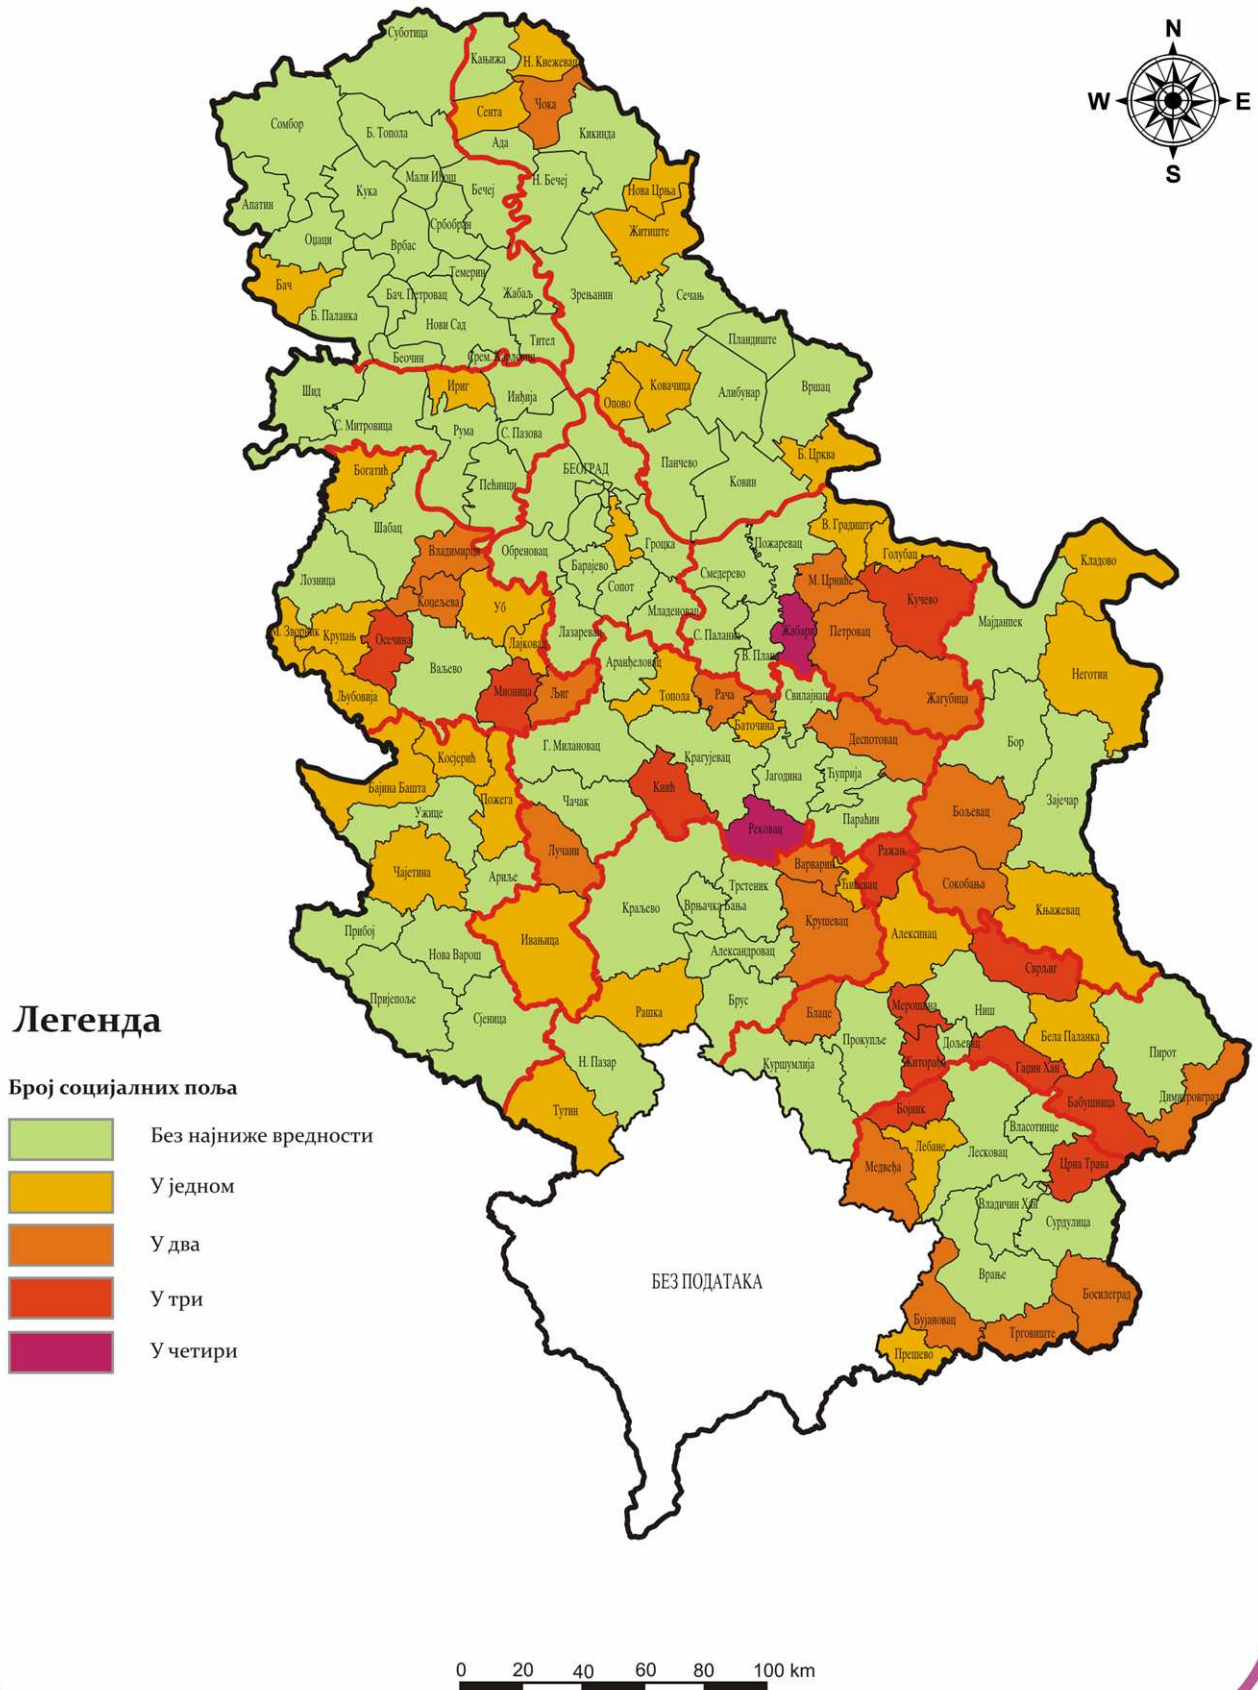 N
W E
S
Суботица
Кањижа
Н. Кнежевац
Сента
Чока
Сомбор
Б. Топола
Ада
Кикинда
Кука
Мали Иђош
Бечеј
Н. Бечеј
Апатин
Нова Црња
Србобран
Житиште
Оџаци
Врбас
Темерин
Бач
Бач. Петровац
Жабаљ
Зрењанин
Сечањ
Б. Паланка
Нови Сад
Тител
Пландиште
Беочин
Срем. Карловци
Шид
Ириг
Инђија
Опово
Ковачица
Алибунар
Вршац
С. Митровица
Рума
С. Пазова
Б. Црква
Богатић
БЕОГРАД
Панчево
Ковин
Пећинци
Шабац
В. Градиште
Владимирци
Обреновац
Гроцка
Пожаревац
Голубац
Кладово
Лозница
Барајево
Смедерево
М. Црниће
Коцељева
Уб
Сопот
Кучево
Мајданпек
М. Зворник
Крупањ
Осечина
Лајковац
Лазаревац
Младеновац
С. Паланка
Жабари
Петровац
Ваљево
Аранђеловац
В. Плана
Неготин
Љубовија
Мионица
Љиг
Топола
Рача
Свилајнац
Жагубица
Баточина
Деспотовац
Г. Милановац
Бор
Косјерић
Крагујевац
Јагодина
Ћуприја
Бајина Башта
Пожега
Чачак
Кнић
Зајечар
Ужице
Параћин
Бољевац
Рековац
Лучани
Ражањ
Чајетина
Ариље
Варварин
Ћићевац
Сокобања
Трстеник
Краљево
Врњачка Бања
Књажевац
Крушевац
Прибој
Ивањица
Алексинац
Нова Варош
Александровац
Сврљиг
Пријепоље
Брус
Мерошина
Рашка
Блаце
Ниш
Сјеница
Бела Паланка
Прокупље
Дољевац
Пирот
Н. Пазар
Куршумлија
Житорађа
Гаџин Хан
Димитровград
Тутин
Бојник
Бабушница
Власотинце
Лебане
Лесковац
Медвеђа
Црна Трава
Владичин Хан
Сурдулица
Врање
БЕЗ ПОДАТАКА
Босилеград
Бујановац
Трговиште
Прешево
Легенда
Број социјалних поља
Без најниже вредности
У једном
У два
У три
У четири
0 20 40 60 80 100 km